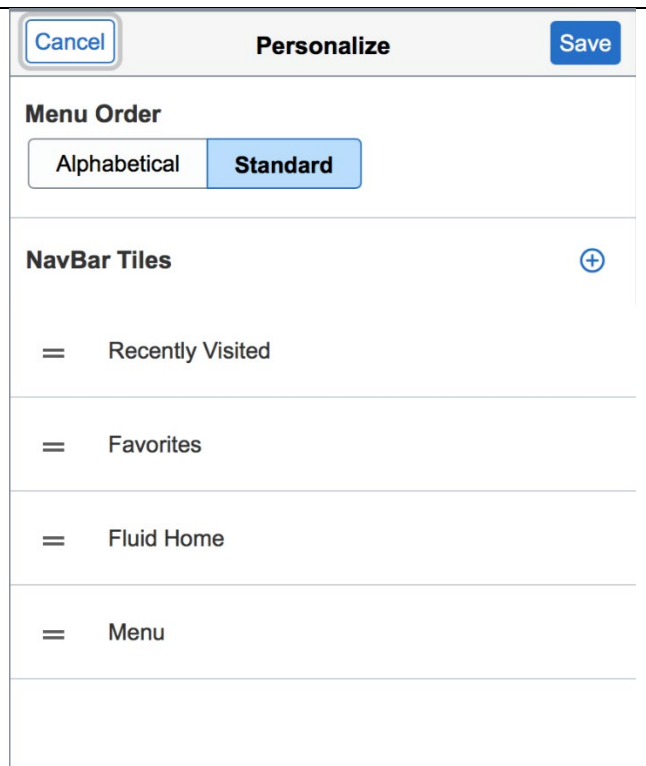 Cancel Personalize Save
Menu Order
Alphabetical Standard
NavBar Tiles
Recently Visited
Favorites
Fluid Home
Menu